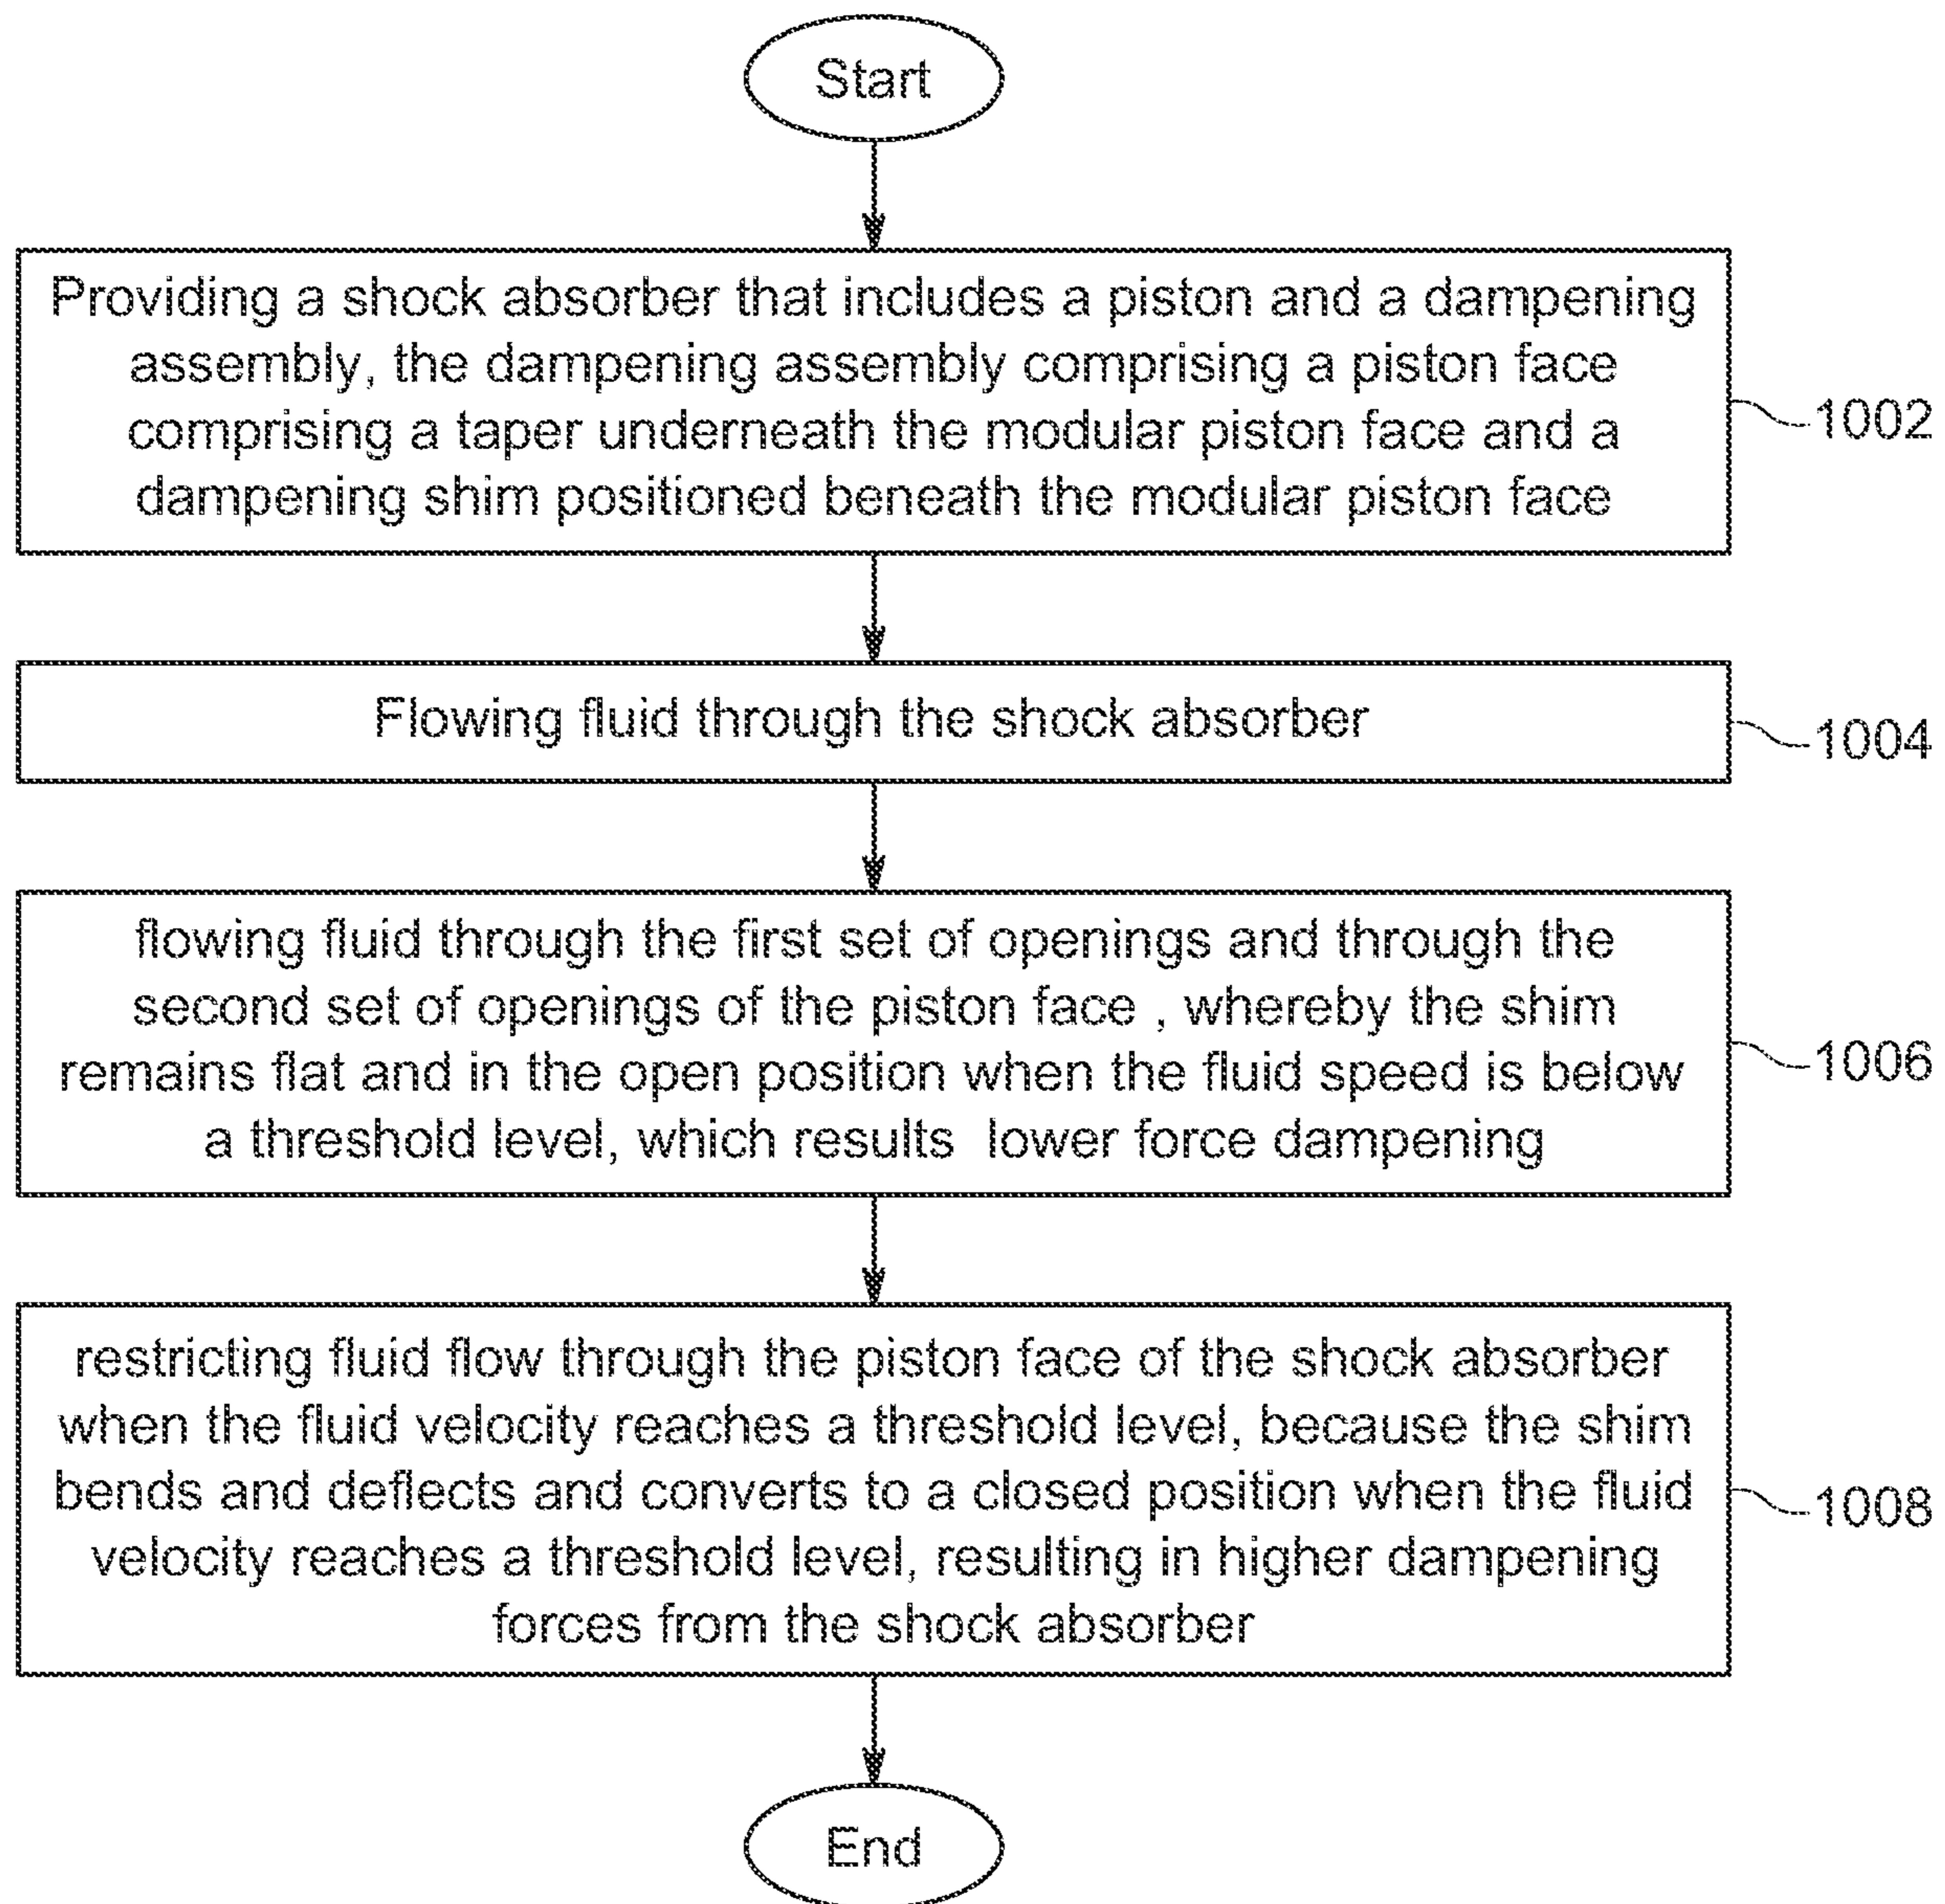 Start
Providing a shock absorber that includes a piston and a dampening
assembly, the dampening assembly comprising a piston face
comprising a taper underneath the modular piston face and a
dampening shim positioned beneath the modular piston face
1002
Flowing fluid through the shock absorber
1004
flowing fluid through the first set of openings and through the
second set of openings of the piston face , whereby the shim
remains flat and in the open position when the fluid speed is below
a threshold level, which results  lower force dampening
1006
restricting fluid flow through the piston face of the shock absorber
when the fluid velocity reaches a threshold level, because the shim
bends and deflects and converts to a closed position when the fluid
velocity reaches a threshold level, resulting in higher dampening
forces from the shock absorber
1008
End